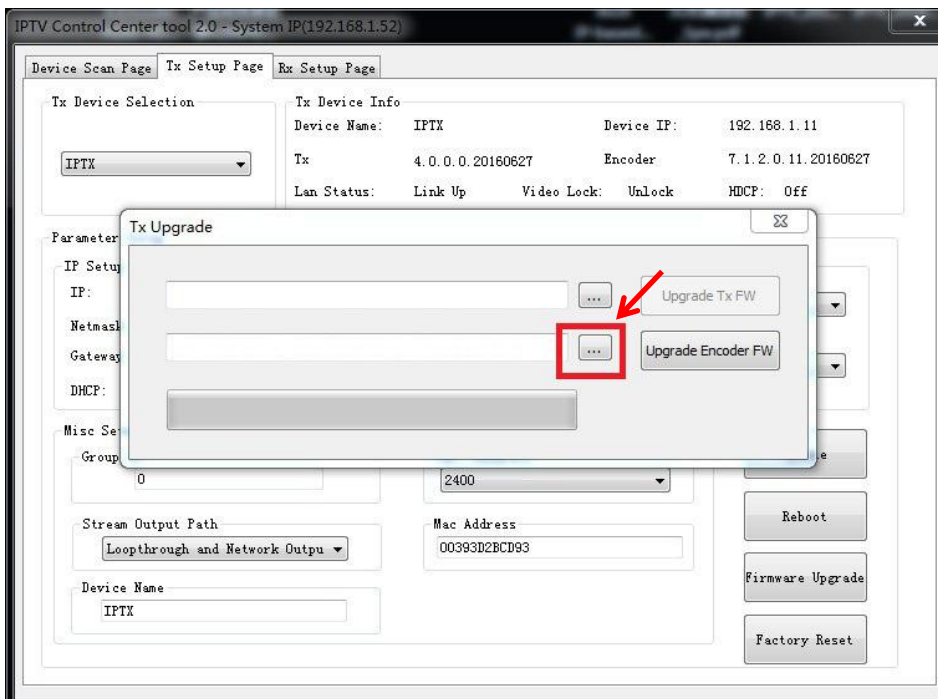 IPTV Control Center tool 2.0 - System IP(192.168.1.52)
Device Scan Page Tx Setup Page Rx Setup Page
Tx Device Selection
IPTX
Tx Device Info
Device Name: IPTX Device IP: 192.168.1.11
Tx 4.0.0.0.20160627 Encoder 7.1.2.0.11.20160627
Lan Status: Link Up Video Lock: Unlock HDCP: Off
Tx Upgrade
Parameter
IP Setup
IP:
... Upgrade Tx FW
Netmask
... Upgrade Encoder FW
Gateway
DHCP:
Misc Se
Group
0
2400
Stream Output Path
Loopthrough and Network Outpu
Mac Address
00393D2BCD93
Device Name
IPTX
Reboot
Firmware Upgrade
Factory Reset